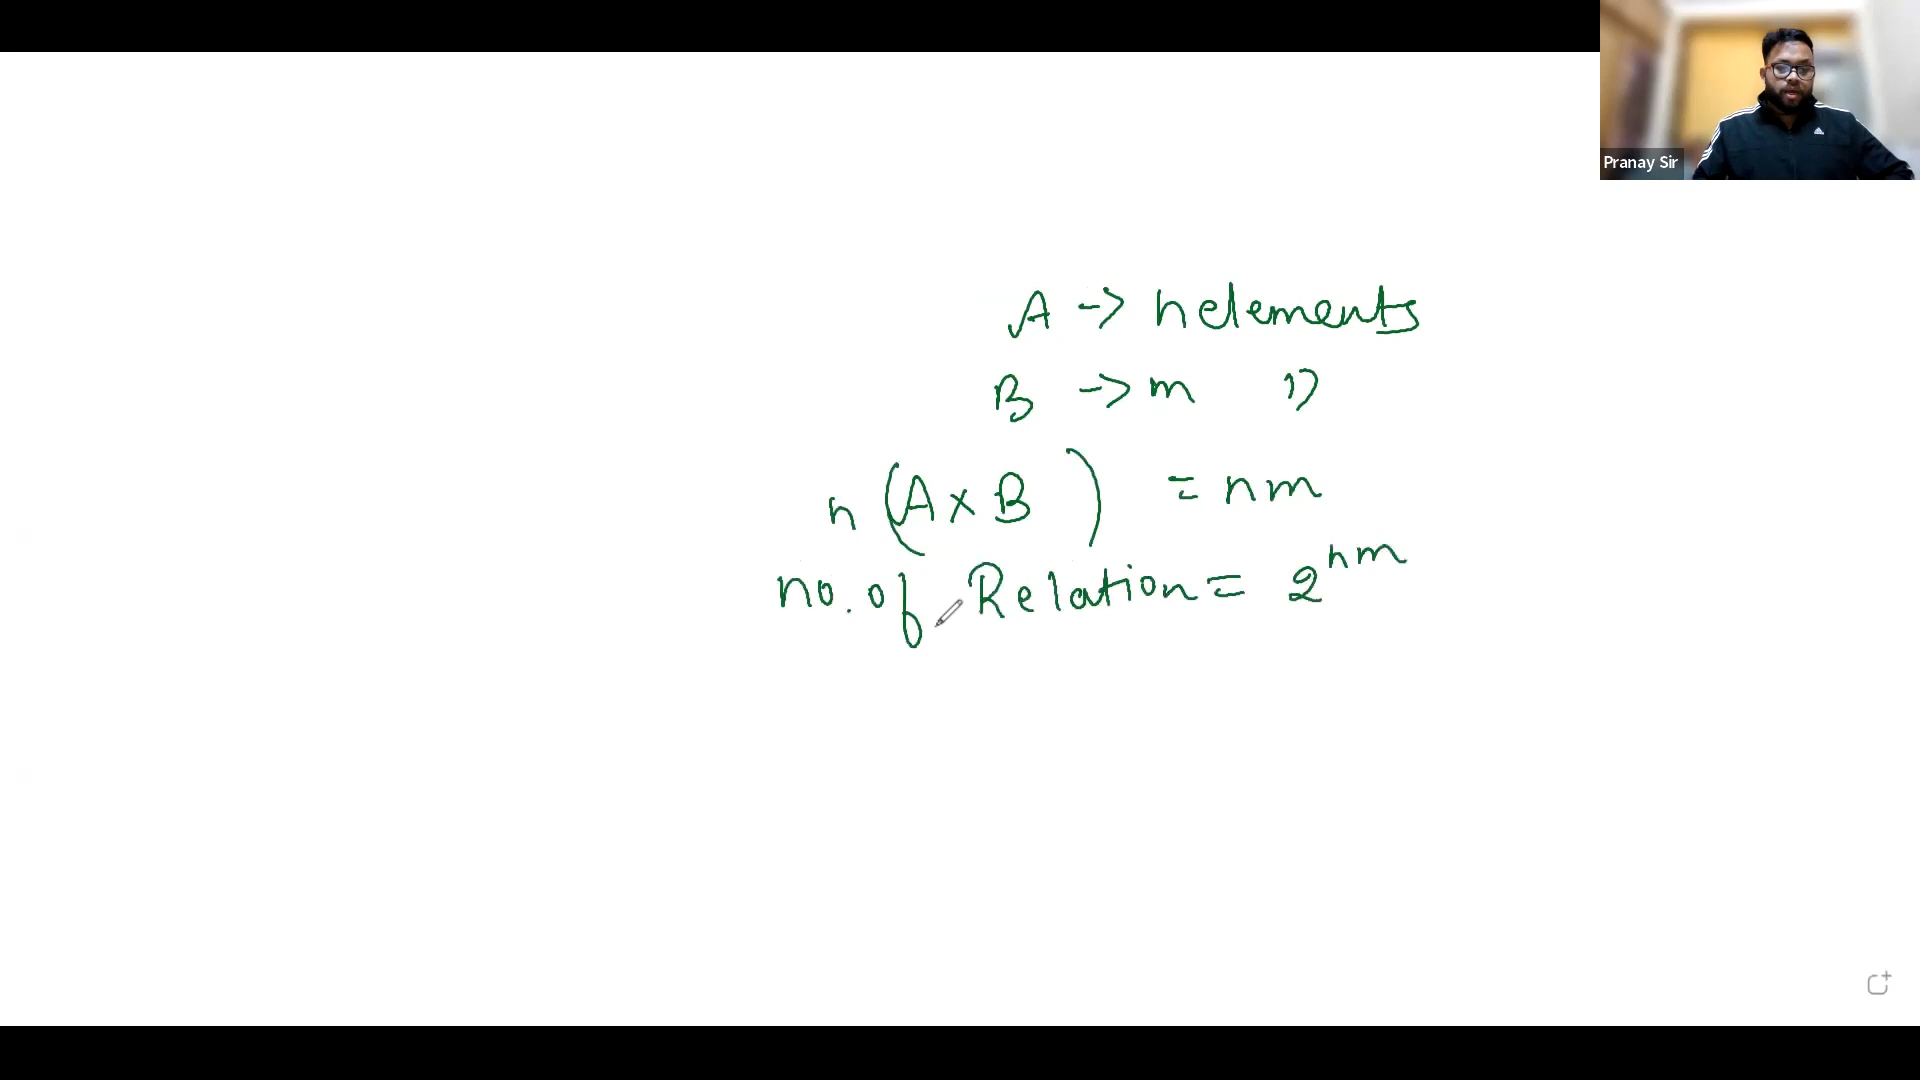 Pranay Sir
A -> n elements
B -> m "
n (A × B) = nm
no. of Relation = 2^nm